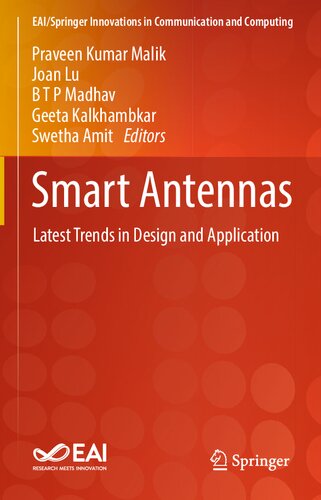 EAI/Springer Innovations in Communication and Computing
Praveen Kumar Malik
Joan Lu
B T P Madhav
Geeta Kalkhambkar
Swetha Amit Editors
Smart Antennas
Latest Trends in Design and Application
EAI
RESEARCH MEETS INNOVATION
Springer